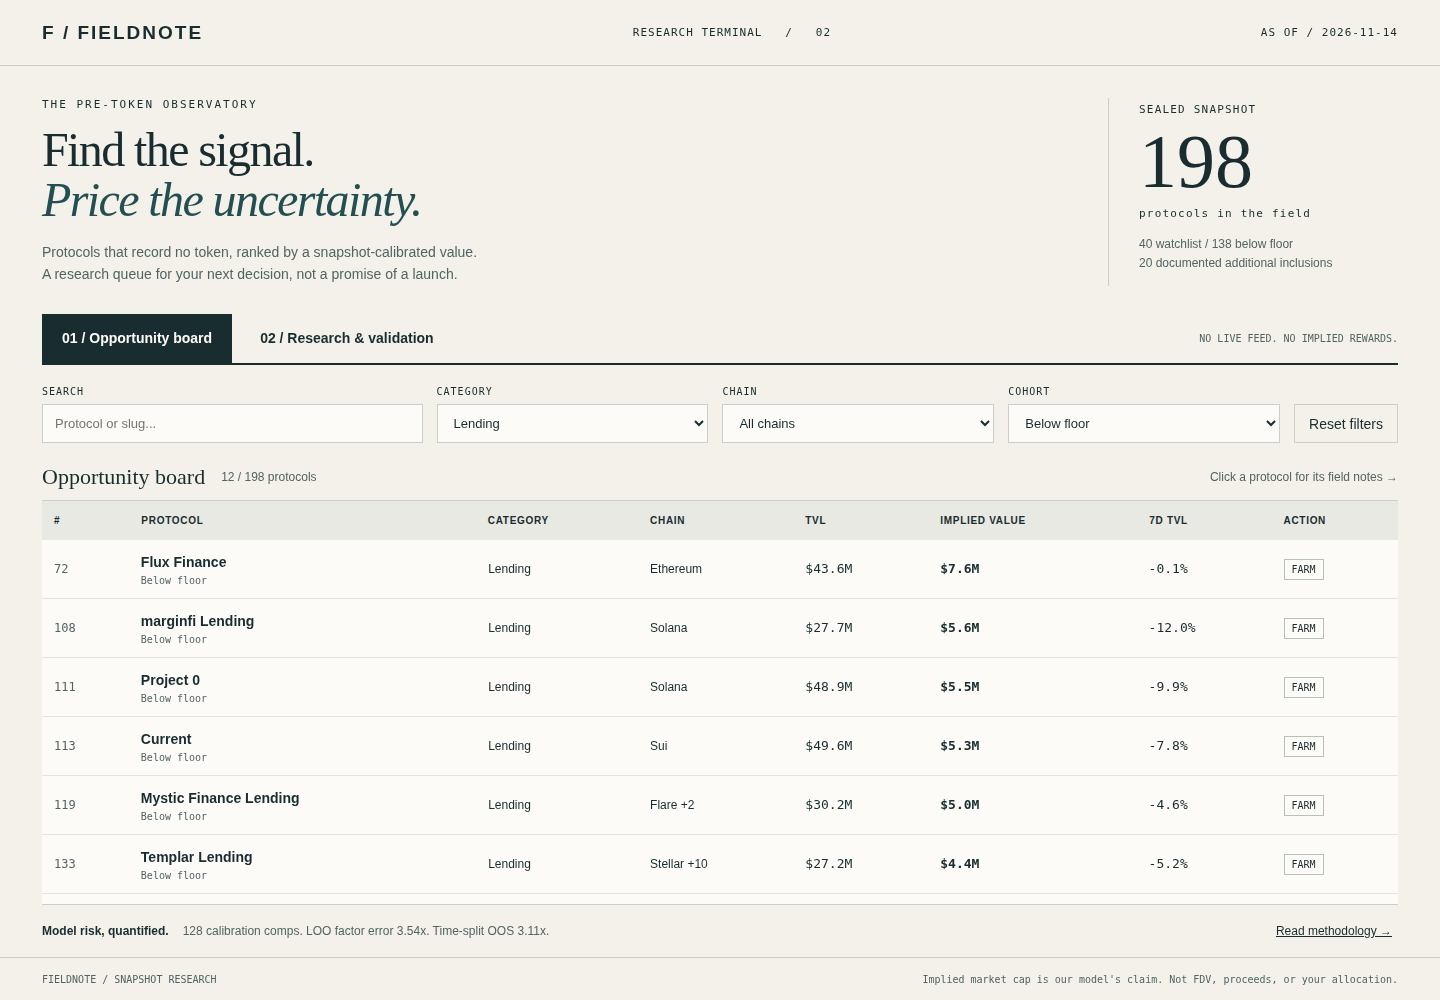 F / FIELDNOTE
RESEARCH TERMINAL / 02
AS OF / 2026-11-14
THE PRE-TOKEN OBSERVATORY
Find the signal.
Price the uncertainty.
Protocols that record no token, ranked by a snapshot-calibrated value.
A research queue for your next decision, not a promise of a launch.
SEALED SNAPSHOT
198
protocols in the field
40 watchlist / 138 below floor
20 documented additional inclusions
01 / Opportunity board
02 / Research & validation
NO LIVE FEED. NO IMPLIED REWARDS.
SEARCH CATEGORY CHAIN COHORT
Protocol or slug... Lending All chains Below floor Reset filters
Opportunity board 12 / 198 protocols
Click a protocol for its field notes →
# PROTOCOL CATEGORY CHAIN TVL IMPLIED VALUE 7D TVL ACTION
72 Flux Finance Lending Ethereum $43.6M $7.6M -0.1% FARM
Below floor
108 marginfi Lending Lending Solana $27.7M $5.6M -12.0% FARM
Below floor
111 Project 0 Lending Solana $48.9M $5.5M -9.9% FARM
Below floor
113 Current Lending Sui $49.6M $5.3M -7.8% FARM
Below floor
119 Mystic Finance Lending Lending Flare +2 $30.2M $5.0M -4.6% FARM
Below floor
133 Templar Lending Lending Stellar +10 $27.2M $4.4M -5.2% FARM
Below floor
Model risk, quantified. 128 calibration comps. LOO factor error 3.54x. Time-split OOS 3.11x.
Read methodology →
FIELDNOTE / SNAPSHOT RESEARCH
Implied market cap is our model's claim. Not FDV, proceeds, or your allocation.